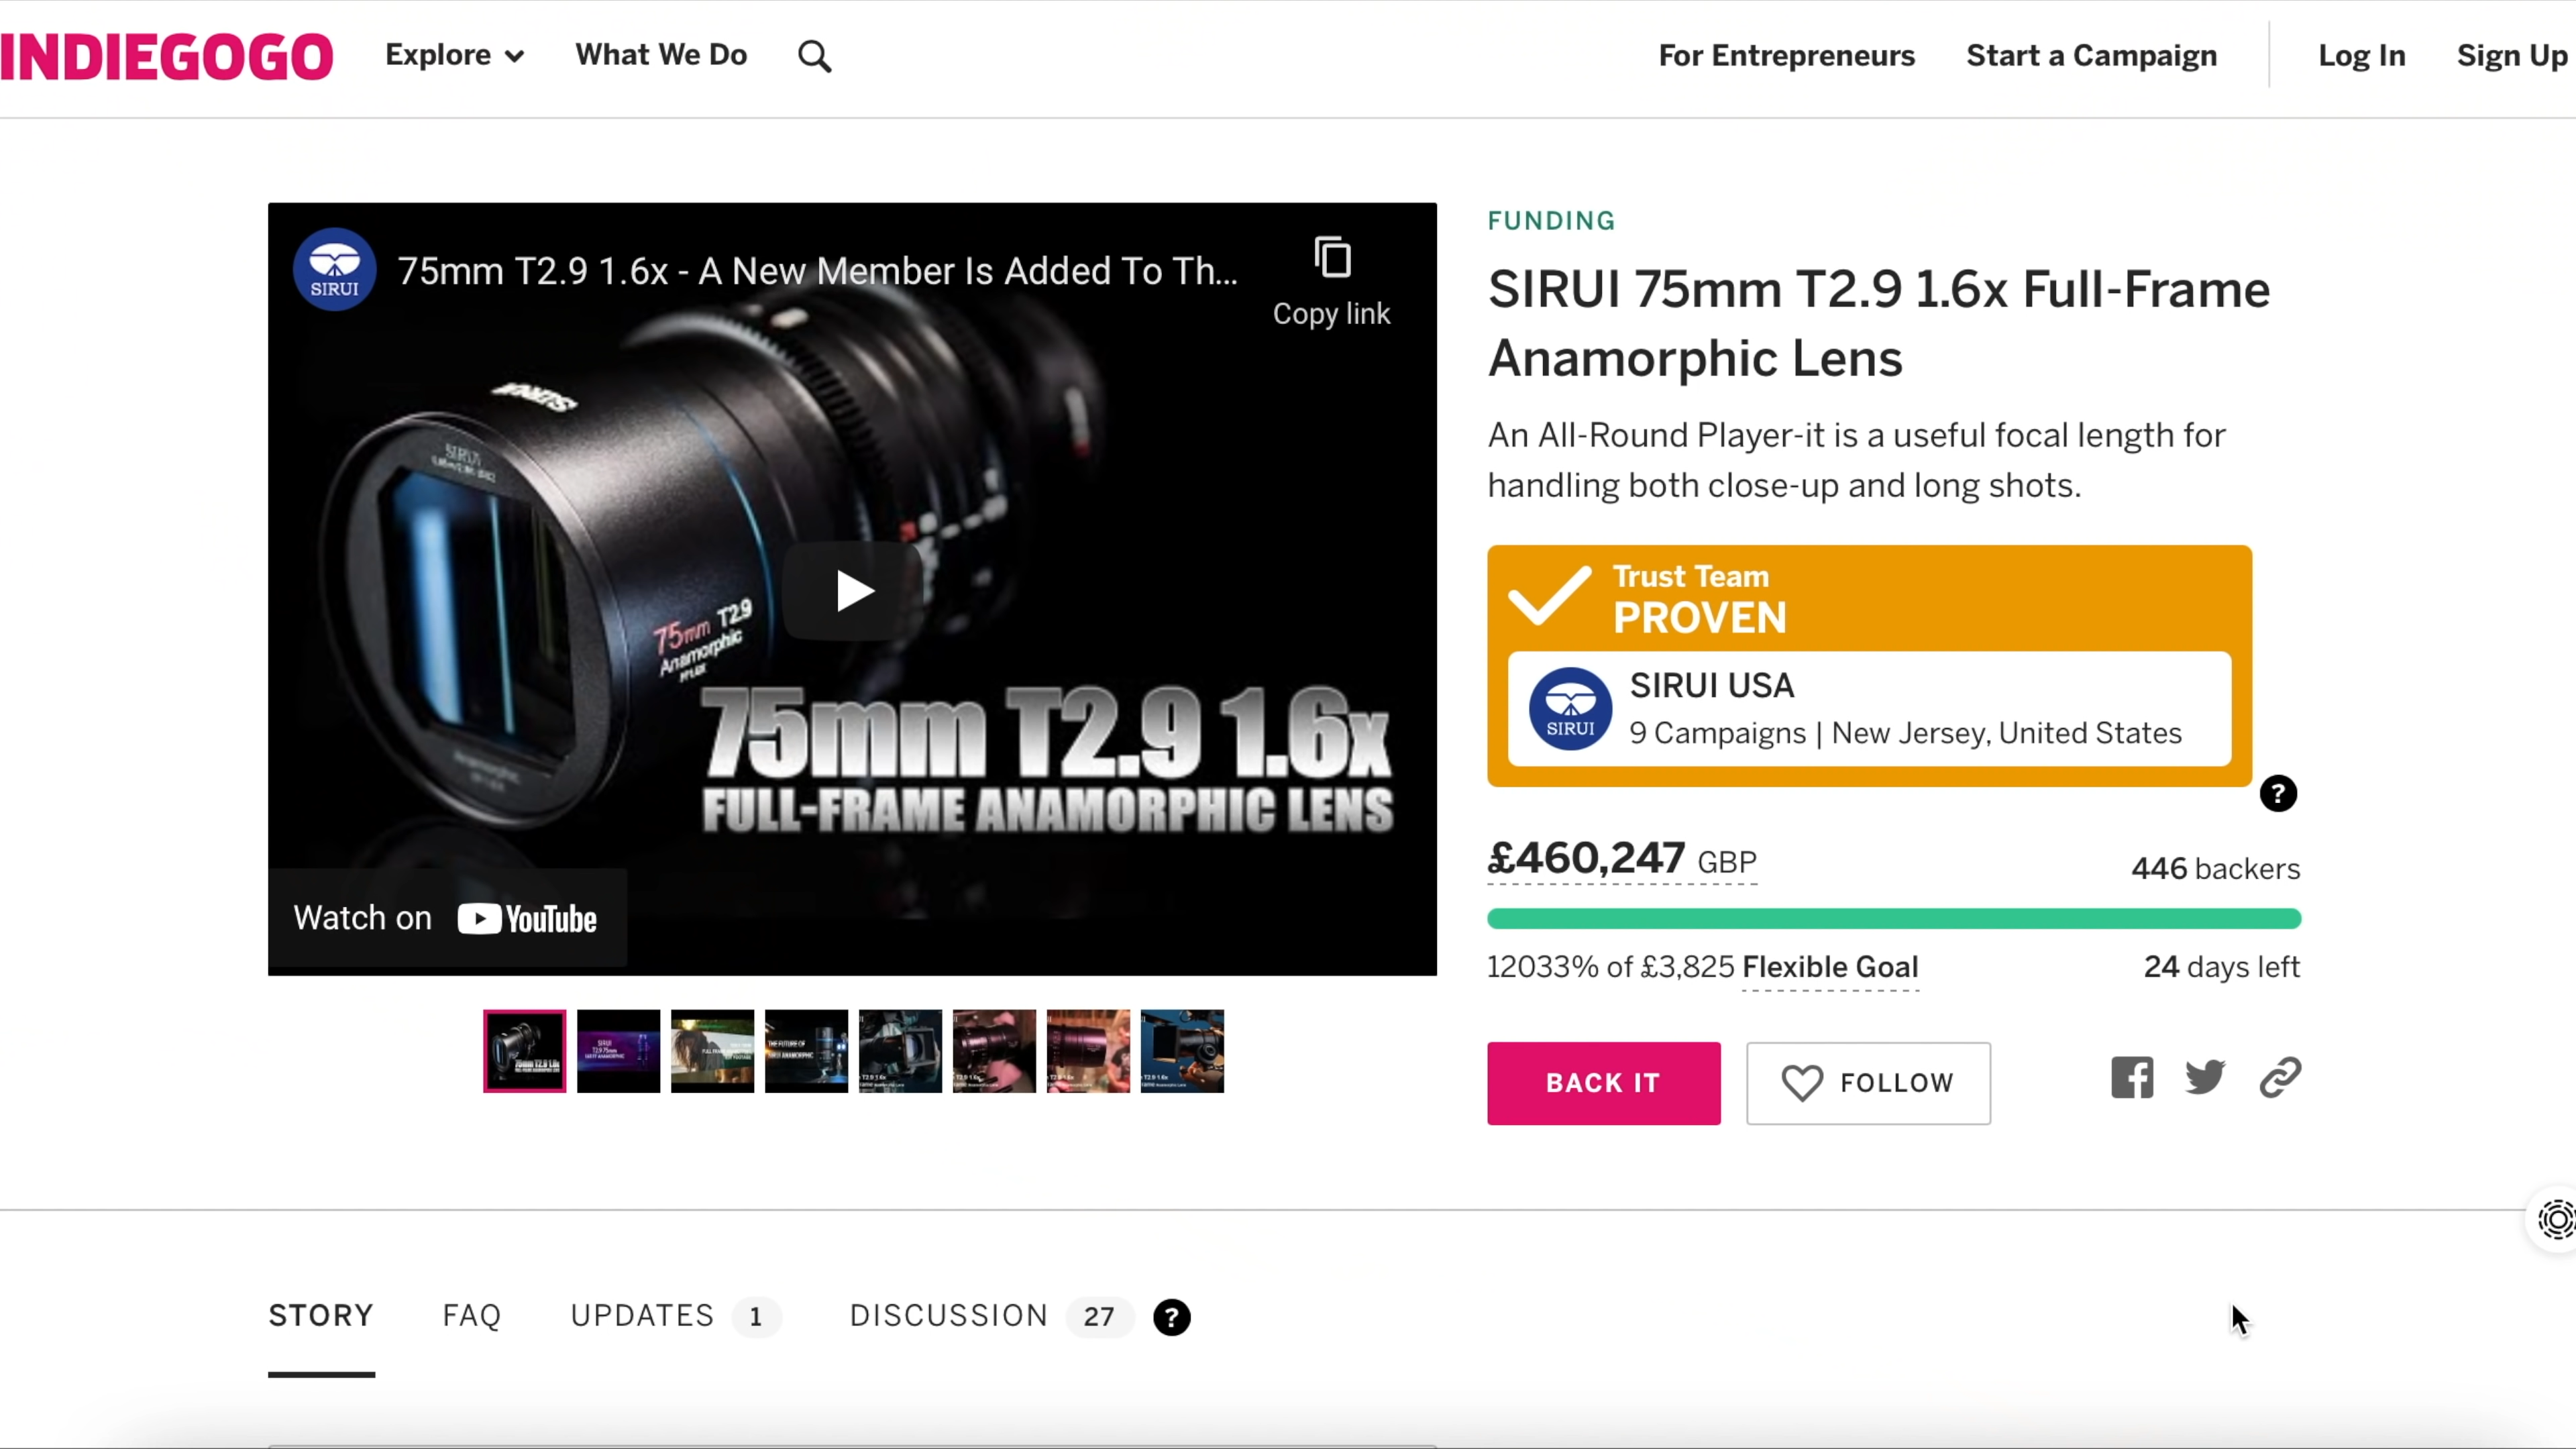 INDIEGOGO
Explore
What We Do
For Entrepreneurs
Start a Campaign
Log In
Sign Up
SIRUI
75mm T2.9 1.6x - A New Member Is Added To Th...
Copy link
SIRUI
SIRUI
75mm T2.9
Anamorphic
75mm T2.9 1.6x
FULL-FRAME ANAMORPHIC LENS
Watch on YouTube
FUNDING
SIRUI 75mm T2.9 1.6x Full-Frame
Anamorphic Lens
An All-Round Player-it is a useful focal length for
handling both close-up and long shots.
Trust Team
PROVEN
SIRUI
SIRUI USA
9 Campaigns | New Jersey, United States
?
£460,247 GBP
446 backers
12033% of £3,825 Flexible Goal
24 days left
BACK IT
FOLLOW
STORY
FAQ
UPDATES 1
DISCUSSION 27
?